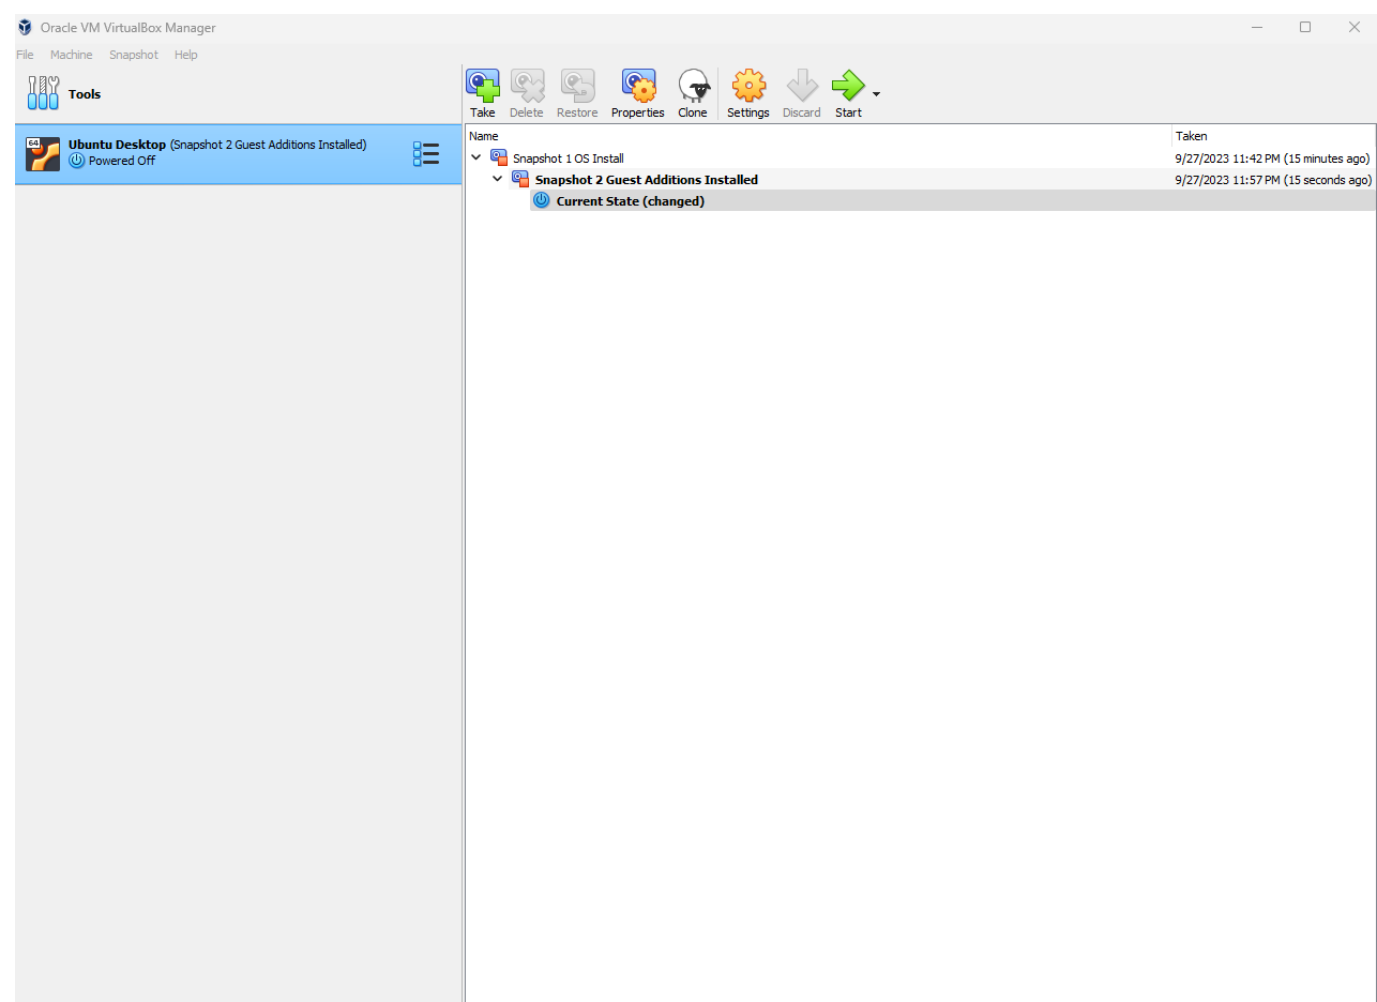 Oracle VM VirtualBox Manager
File Machine Snapshot Help
Tools
Take Delete Restore Properties Clone Settings Discard Start
64
Ubuntu Desktop (Snapshot 2 Guest Additions Installed)
Powered Off
Name Taken
Snapshot 1 OS Install 9/27/2023 11:42 PM (15 minutes ago)
Snapshot 2 Guest Additions Installed 9/27/2023 11:57 PM (15 seconds ago)
Current State (changed)